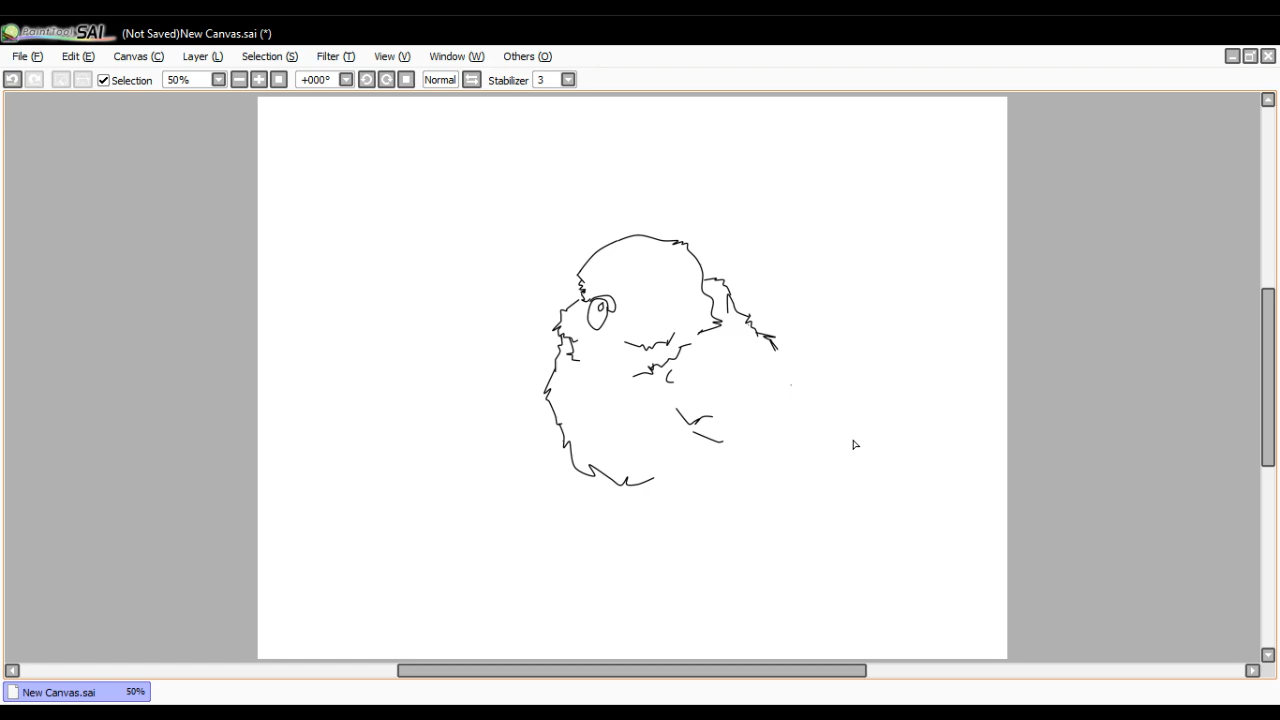 PaintTool SAI (Not Saved)New Canvas.sai (*)
File (F) Edit (E) Canvas (C) Layer (L) Selection (S) Filter (T) View (V) Window (W) Others (O)
Selection 50% +000° Normal Stabilizer 3
New Canvas.sai 50%